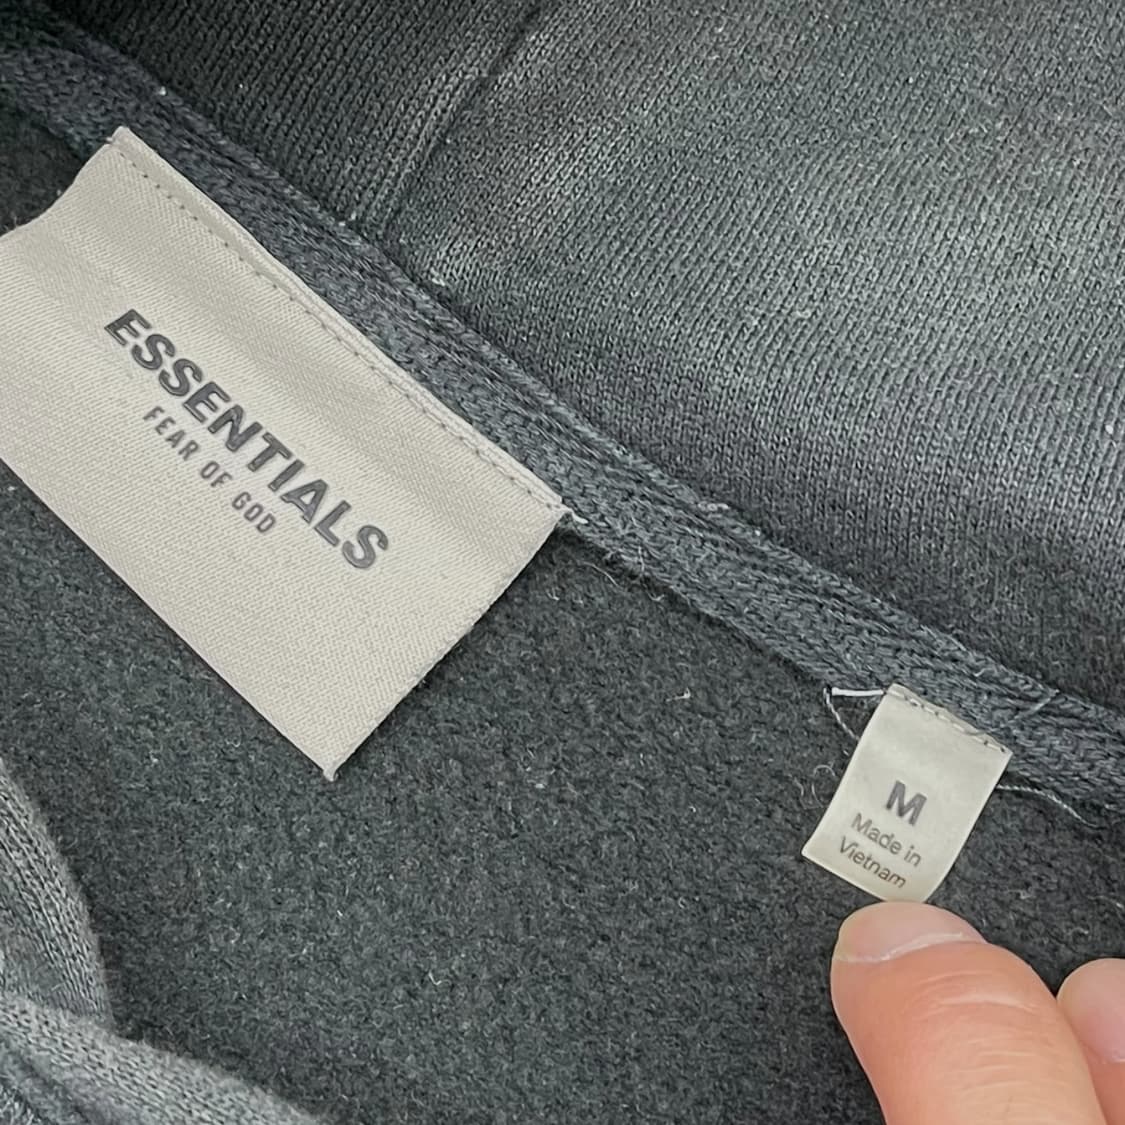 ESSENTIALS
FEAR OF GOD
M
Made in
Vietnam